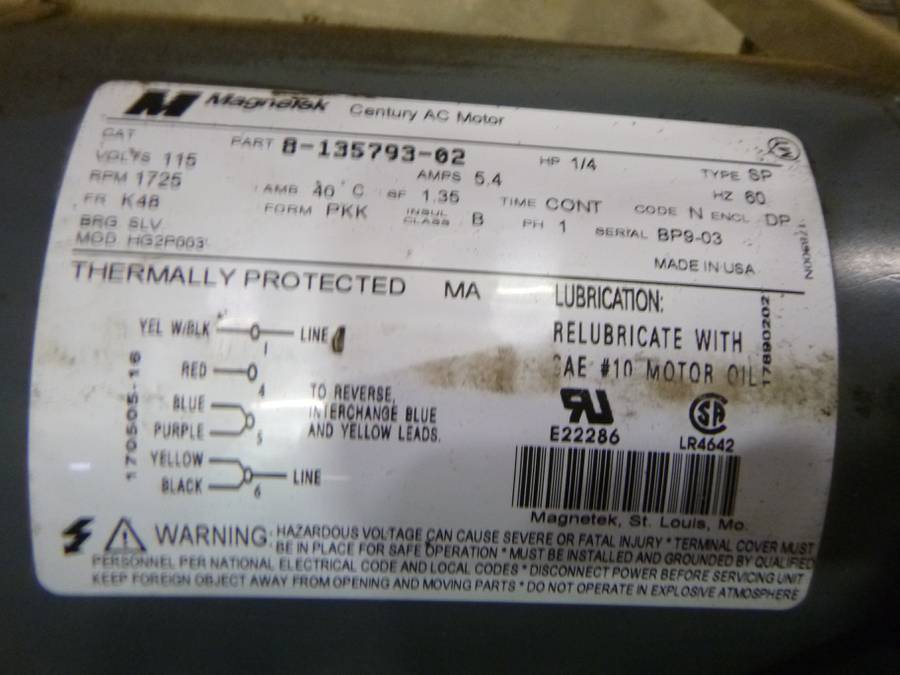 M MagneTek Century AC Motor
CAT PART 8-135793-02 HP 1/4 TYPE SP
VOLTS 115 AMPS 5.4 HZ 60
RPM 1725 AMB 40° C SF 1.35 TIME CONT CODE N ENCL DP
FR K48 FORM PKK INSUL CLASS B PH 1 SERIAL BP9-03
BRG SLV
MOD HG2P003 MADE IN USA
178900SN
THERMALLY PROTECTED MA
LUBRICATION:
RELUBRICATE WITH
SAE #10 MOTOR OIL
17890202
YEL W/BLK 1 LINE
RED 4
BLUE
PURPLE 5
YELLOW
BLACK 6 LINE
170505-16
TO REVERSE,
INTERCHANGE BLUE
AND YELLOW LEADS.
RU
E22286
SA
LR4642
Magnetek, St. Louis, Mo.
WARNING: HAZARDOUS VOLTAGE CAN CAUSE SEVERE OR FATAL INJURY * TERMINAL COVER MUST
BE IN PLACE FOR SAFE OPERATION * MUST BE INSTALLED AND GROUNDED BY QUALIFIED
PERSONNEL PER NATIONAL ELECTRICAL CODE AND LOCAL CODES * DISCONNECT POWER BEFORE SERVICING UNIT
KEEP FOREIGN OBJECT AWAY FROM OPENING AND MOVING PARTS * DO NOT OPERATE IN EXPLOSIVE ATMOSPHERE